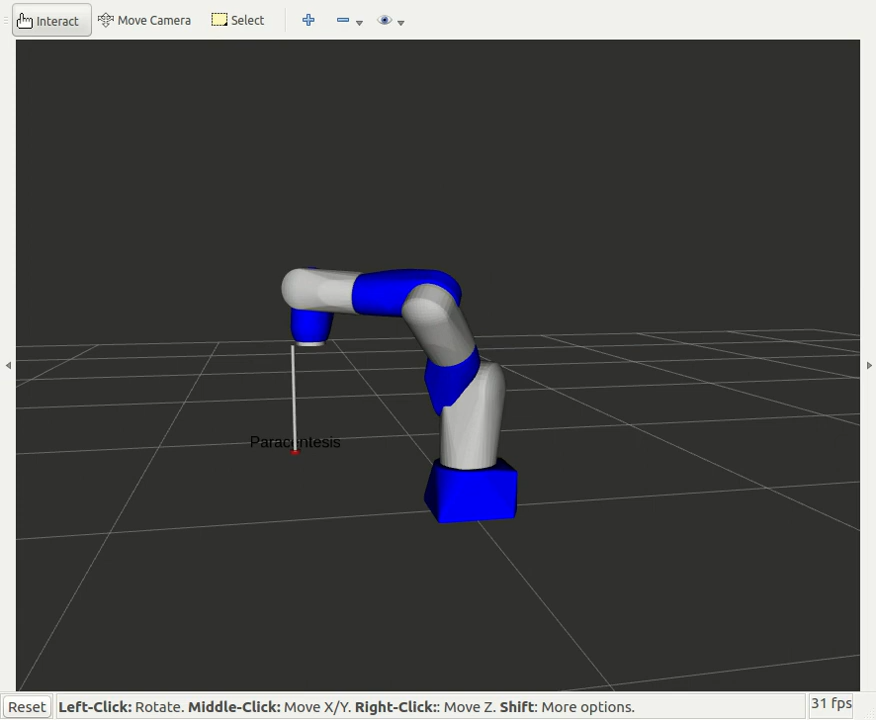 Interact Move Camera Select
Paracentesis
Reset Left-Click: Rotate. Middle-Click: Move X/Y. Right-Click:: Move Z. Shift: More options. 31 fps